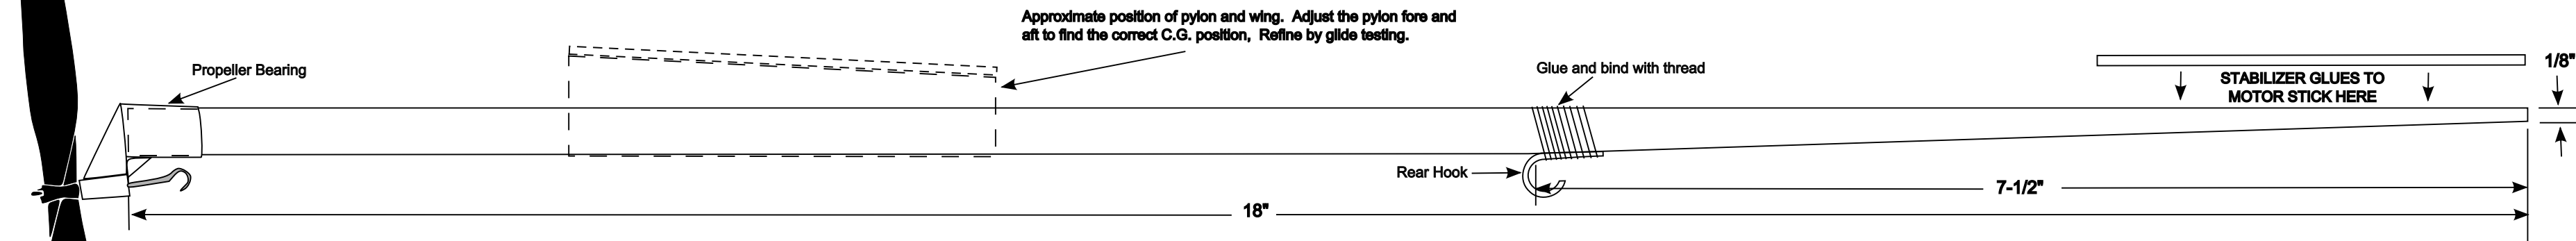 Approximate position of pylon and wing. Adjust the pylon fore and
aft to find the correct C.G. position, Refine by glide testing.
Propeller Bearing
Glue and bind with thread
1/8"
STABILIZER GLUES TO
MOTOR STICK HERE
Rear Hook
7-1/2"
18"